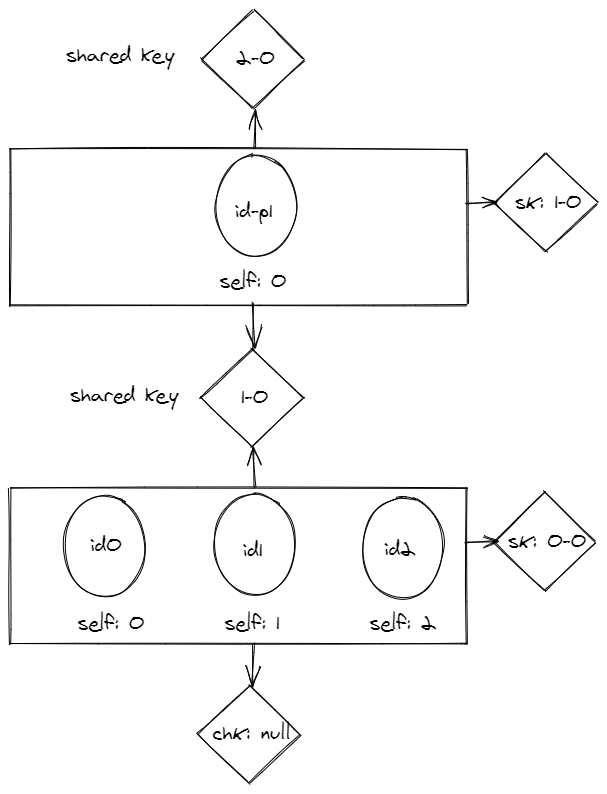 shared key
2-0
id-p1
sk: 1-0
self: 0
shared key
1-0
id0
id1
id2
sk: 0-0
self: 0
self: 1
self: 2
chk: null